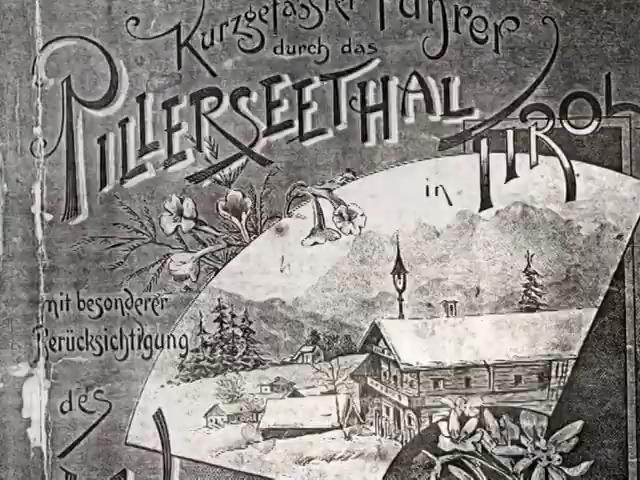 Kurzgefasster Führer
durch das
PILLERSEETHAL
in TIROL
mit besonderer
Berücksichtigung
des